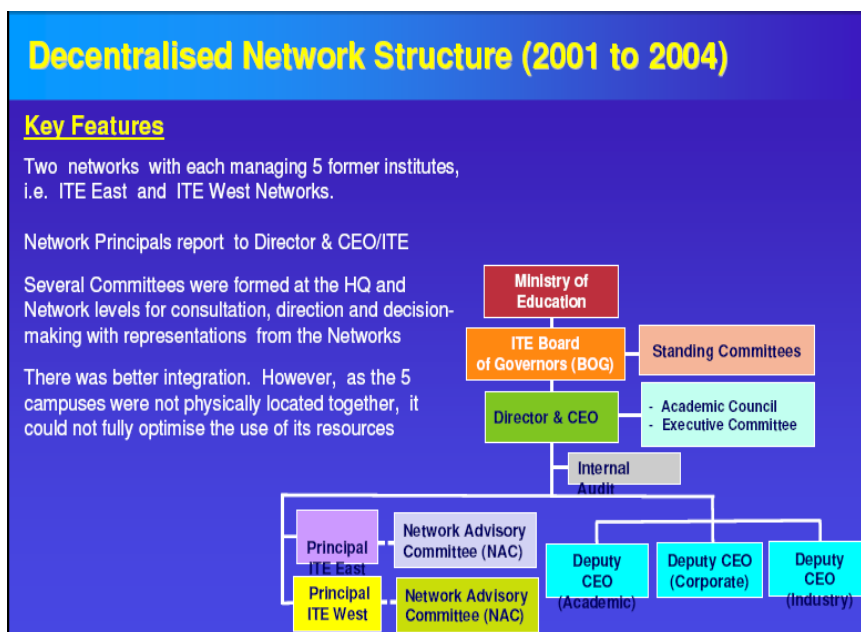 Decentralised Network Structure (2001 to 2004)
Key Features
Two networks with each managing 5 former institutes,
i.e. ITE East and ITE West Networks.
Network Principals report to Director & CEO/ITE
Several Committees were formed at the HQ and
Network levels for consultation, direction and decision-
making with representations from the Networks
There was better integration. However, as the 5
campuses were not physically located together, it
could not fully optimise the use of its resources
Ministry of
Education
ITE Board
of Governors (BOG)
Standing Committees
Director & CEO
- Academic Council
- Executive Committee
Internal
Audit
Principal
ITE East
Network Advisory
Committee (NAC)
Principal
ITE West
Network Advisory
Committee (NAC)
Deputy
CEO
(Academic)
Deputy CEO
(Corporate)
Deputy
CEO
(Industry)